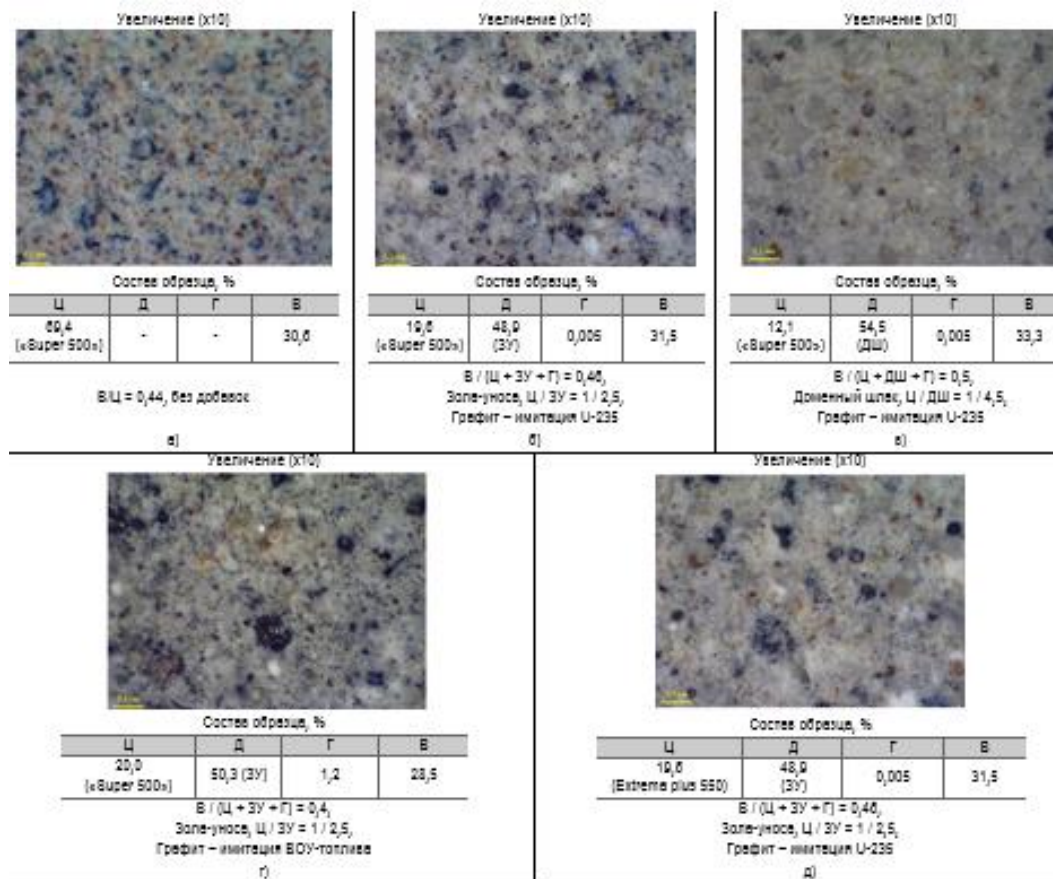 Увеличение (x10)
Состав образца, %
Ц Д Г В
69,4 («Super 500») - - 30,6
В/Ц = 0,44, без добавок
а)
Увеличение (x10)
Состав образца, %
Ц Д Г В
19,6 («Super 500») 48,9 (ЗУ) 0,005 31,5
В / (Ц + ЗУ + Г) = 0,46,
Зола-уноса, Ц / ЗУ = 1 / 2,5,
Графит – имитация U-235
б)
Увеличение (x10)
Состав образца, %
Ц Д Г В
12,1 («Super 500») 54,5 (ДШ) 0,005 33,3
В / (Ц + ДШ + Г) = 0,5,
Доменный шлак, Ц / ДШ = 1 / 4,5,
Графит – имитация U-235
в)
Увеличение (x10)
Состав образца, %
Ц Д Г В
20,0 («Super 500») 50,3 (ЗУ) 1,2 28,5
В / (Ц + ЗУ + Г) = 0,4,
Зола-уноса, Ц / ЗУ = 1 / 2,5,
Графит – имитация ВОУ-топлива
г)
Увеличение (x10)
Состав образца, %
Ц Д Г В
19,6 (Extreme plus 550) 48,9 (ЗУ) 0,005 31,5
В / (Ц + ЗУ + Г) = 0,46,
Зола-уноса, Ц / ЗУ = 1 / 2,5,
Графит – имитация U-235
д)